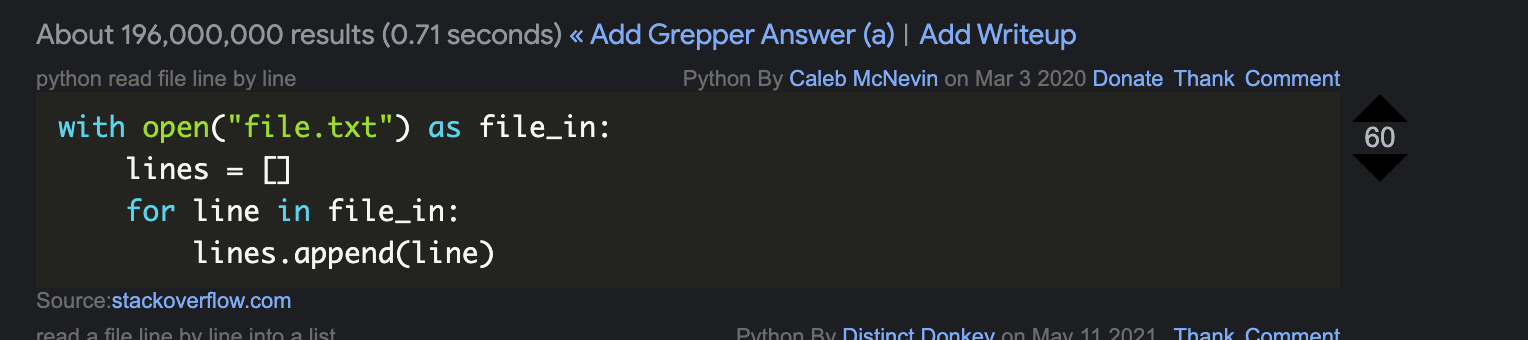 About 196,000,000 results (0.71 seconds) « Add Grepper Answer (a) | Add Writeup
python read file line by line Python By Caleb McNevin on Mar 3 2020 Donate Thank Comment
with open("file.txt") as file_in:
    lines = []
    for line in file_in:
        lines.append(line)
60
Source:stackoverflow.com
read a file line by line into a list Python By Distinct Donkey on May 11 2021 Thank Comment